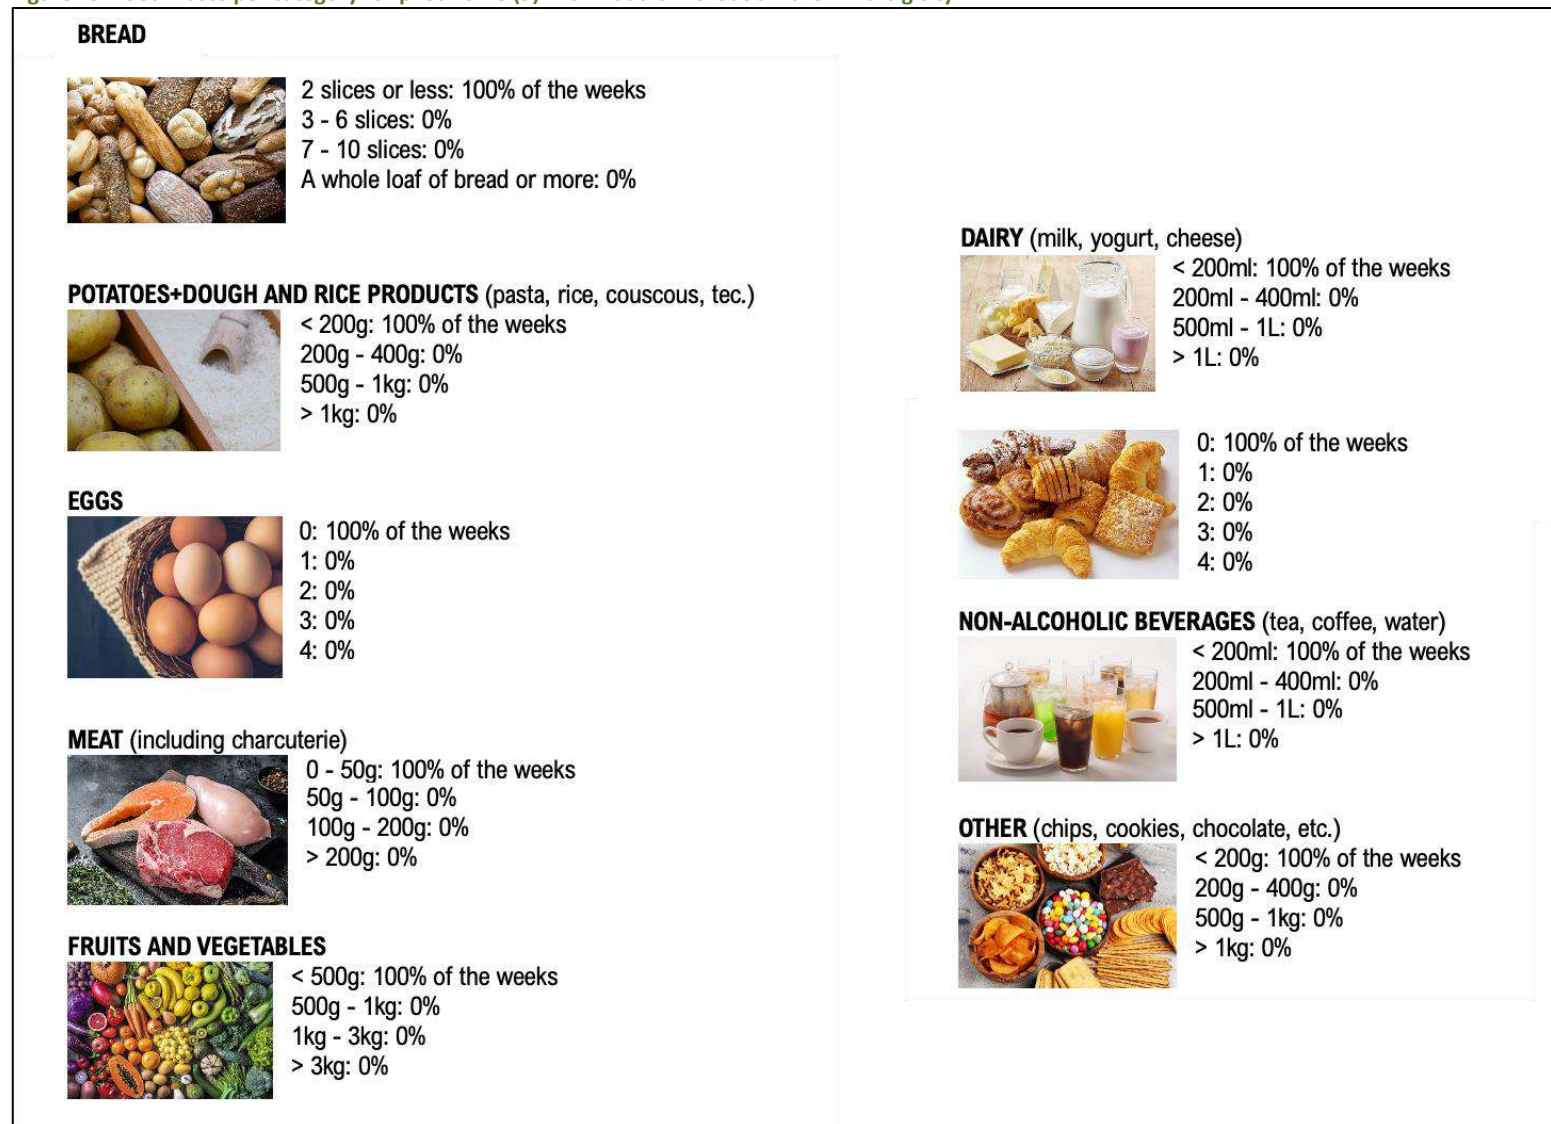 BREAD
2 slices or less: 100% of the weeks
3 - 6 slices: 0%
7 - 10 slices: 0%
A whole loaf of bread or more: 0%
POTATOES+DOUGH AND RICE PRODUCTS (pasta, rice, couscous, tec.)
< 200g: 100% of the weeks
200g - 400g: 0%
500g - 1kg: 0%
> 1kg: 0%
EGGS
0: 100% of the weeks
1: 0%
2: 0%
3: 0%
4: 0%
MEAT (including charcuterie)
0 - 50g: 100% of the weeks
50g - 100g: 0%
100g - 200g: 0%
> 200g: 0%
FRUITS AND VEGETABLES
< 500g: 100% of the weeks
500g - 1kg: 0%
1kg - 3kg: 0%
> 3kg: 0%
DAIRY (milk, yogurt, cheese)
< 200ml: 100% of the weeks
200ml - 400ml: 0%
500ml - 1L: 0%
> 1L: 0%
0: 100% of the weeks
1: 0%
2: 0%
3: 0%
4: 0%
NON-ALCOHOLIC BEVERAGES (tea, coffee, water)
< 200ml: 100% of the weeks
200ml - 400ml: 0%
500ml - 1L: 0%
> 1L: 0%
OTHER (chips, cookies, chocolate, etc.)
< 200g: 100% of the weeks
200g - 400g: 0%
500g - 1kg: 0%
> 1kg: 0%